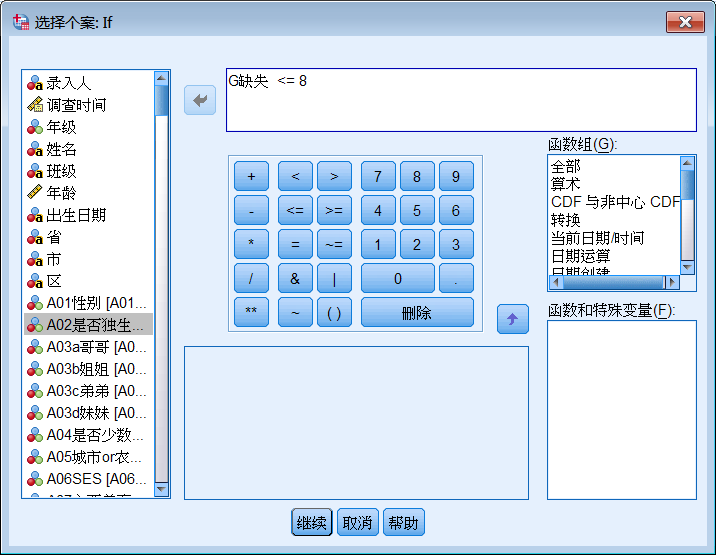 选择个案: If
录入人
调查时间
年级
姓名
班级
年龄
出生日期
省
市
区
A01性别 [A01...
A02是否独生...
A03a哥哥 [A0...
A03b姐姐 [A0...
A03c弟弟 [A0...
A03d妹妹 [A0...
A04是否少数...
A05城市or农...
A06SES [A06...
G缺失 <= 8
+ < > 7 8 9
- <= >= 4 5 6
* = ~= 1 2 3
/ & | 0 .
** ~ ( ) 删除
函数组(G):
全部
算术
CDF 与非中心 CDF
转换
当前日期/时间
日期运算
日期创建
函数和特殊变量(F):
继续 取消 帮助